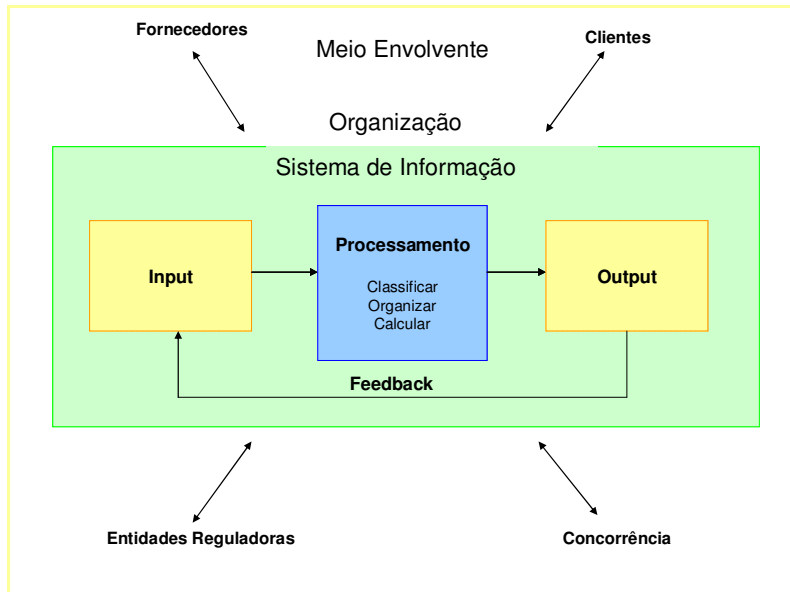 Fornecedores
Meio Envolvente
Clientes
Organização
Sistema de Informação
Input
Processamento
Classificar
Organizar
Calcular
Output
Feedback
Entidades Reguladoras
Concorrência